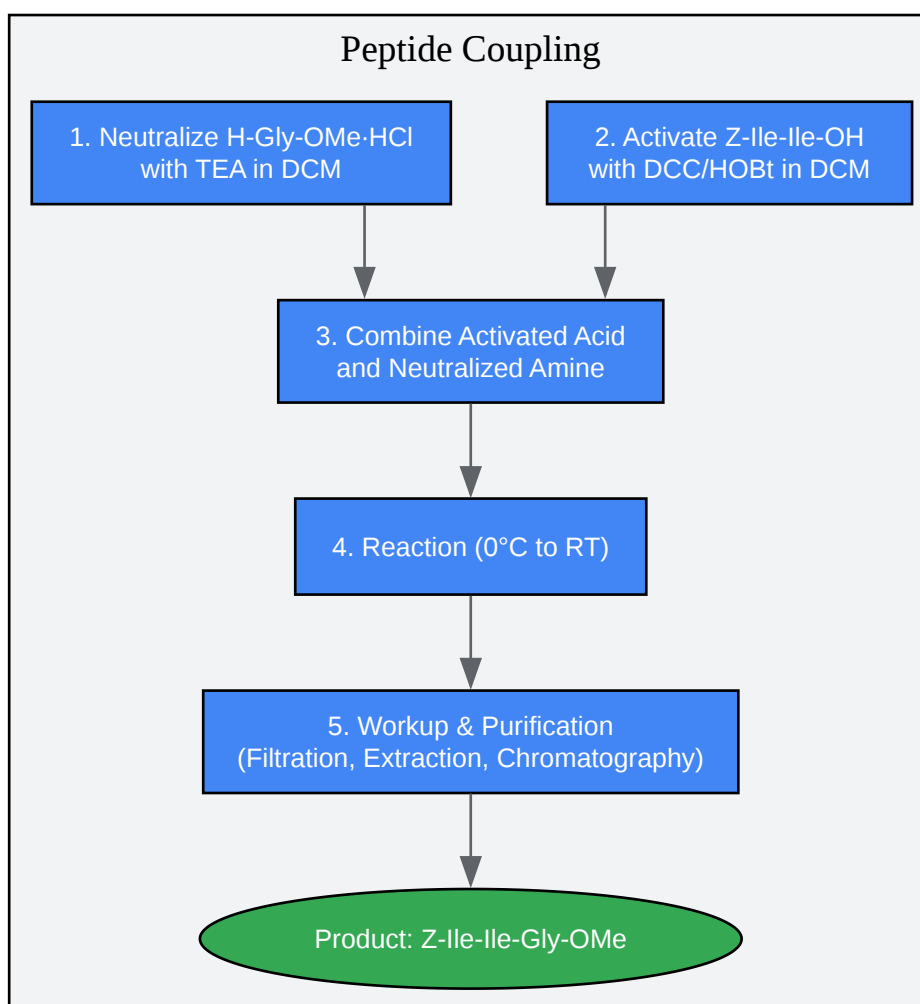 Peptide Coupling
1. Neutralize H-Gly-OMe·HCl
with TEA in DCM
2. Activate Z-Ile-Ile-OH
with DCC/HOBt in DCM
3. Combine Activated Acid
and Neutralized Amine
4. Reaction (0°C to RT)
5. Workup & Purification
(Filtration, Extraction, Chromatography)
Product: Z-Ile-Ile-Gly-OMe